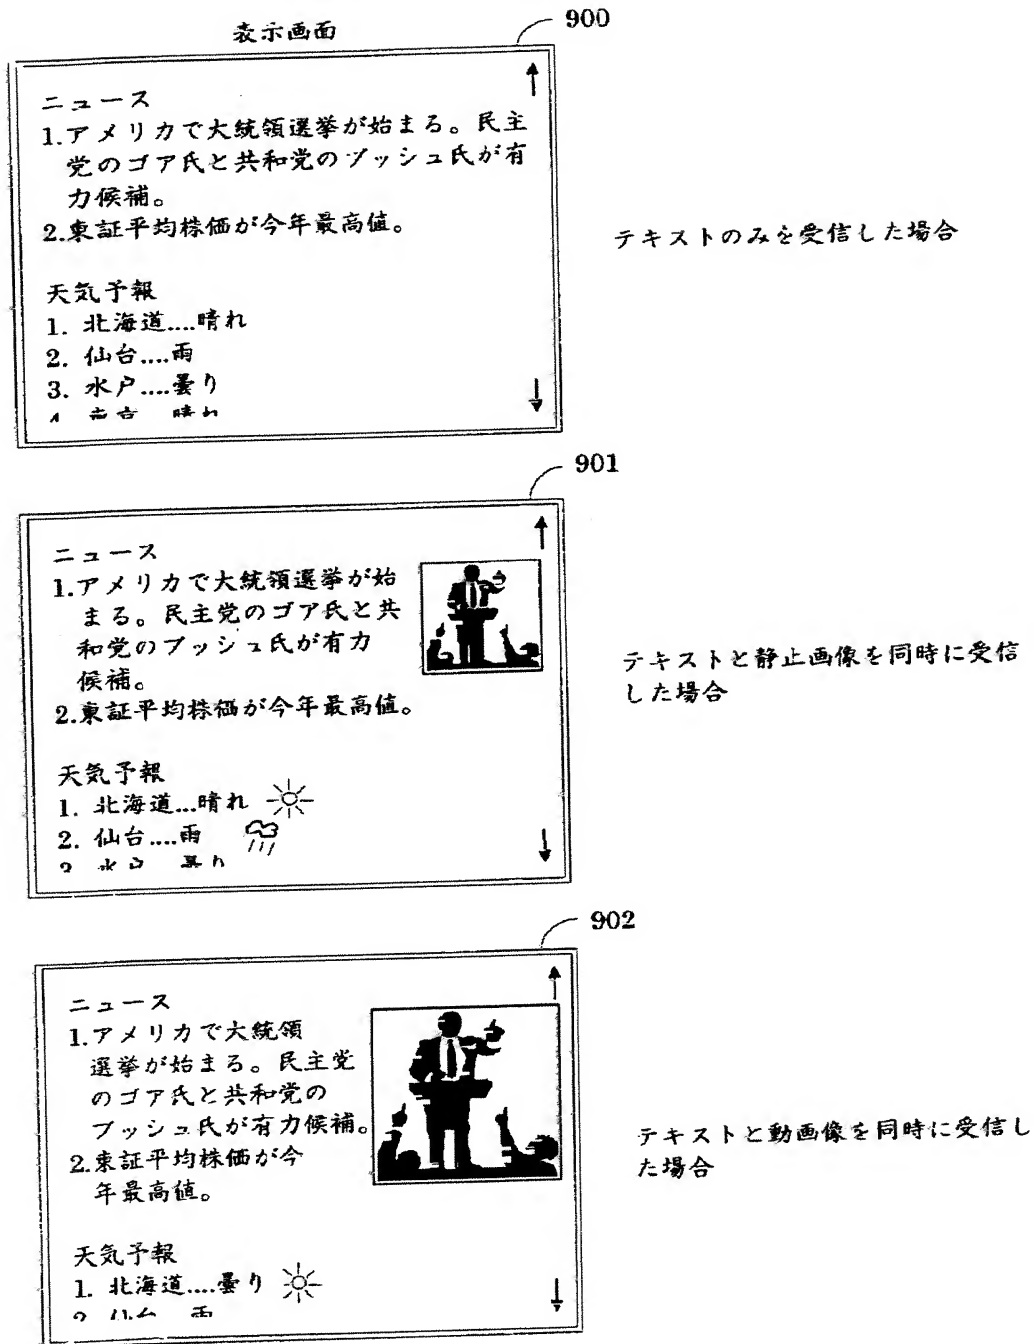 表示画面
900
ニュース
1.アメリカで大統領選挙が始まる。民主
党のゴア氏と共和党のブッシュ氏が有
力候補。
2.東証平均株価が今年最高値。
天気予報
1. 北海道....晴れ
2. 仙台....雨
3. 水戸....曇り
テキストのみを受信した場合
901
ニュース
1.アメリカで大統領選挙が始
まる。民主党のゴア氏と共
和党のブッシュ氏が有力
候補。
2.東証平均株価が今年最高値。
天気予報
1. 北海道...晴れ
2. 仙台....雨
テキストと静止画像を同時に受信
した場合
902
ニュース
1.アメリカで大統領
選挙が始まる。民主党
のゴア氏と共和党の
ブッシュ氏が有力候補。
2.東証平均株価が今
年最高値。
天気予報
1. 北海道....曇り
テキストと動画像を同時に受信し
た場合